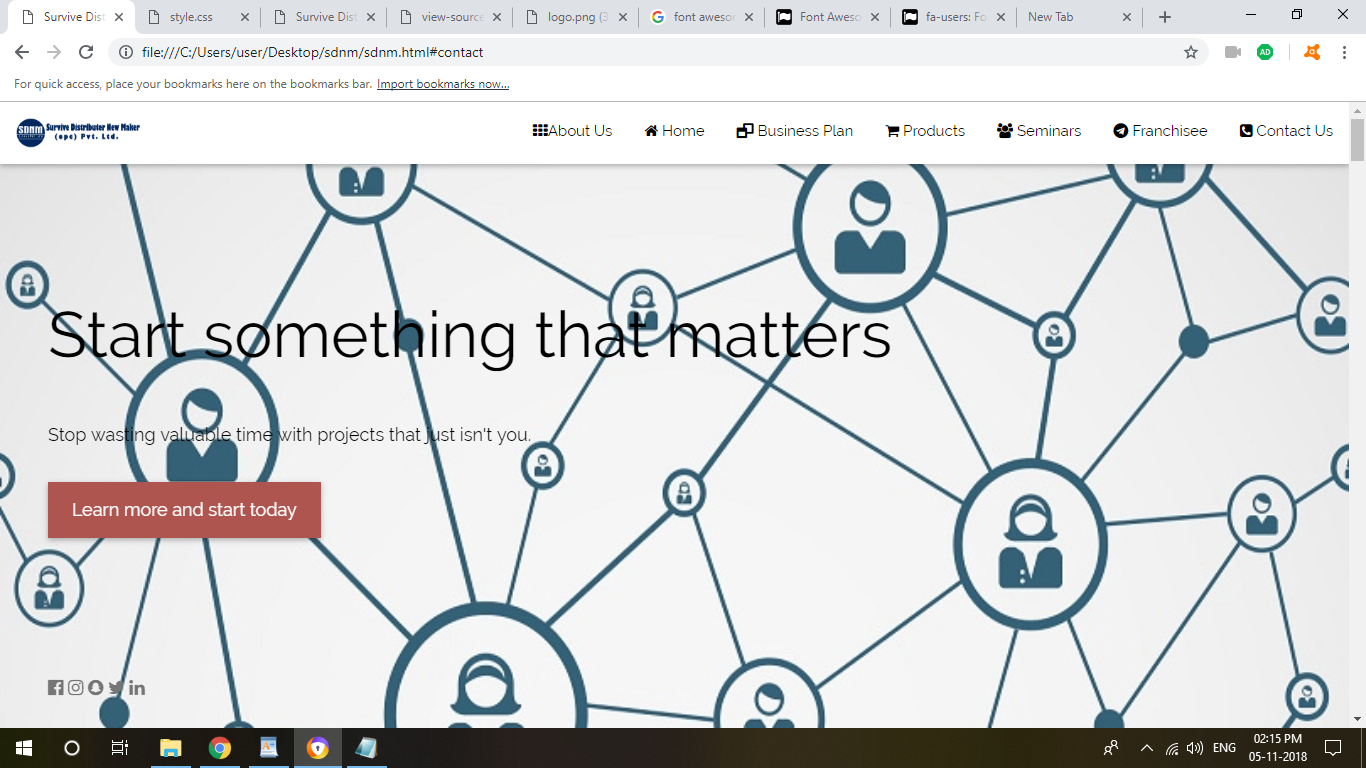 Survive Dist
style.css
Survive Dist
view-source
logo.png (3
font awesor
Font Aweso
fa-users: Fo
New Tab
file:///C:/Users/user/Desktop/sdnm/sdnm.html#contact
AD
For quick access, place your bookmarks here on the bookmarks bar. Import bookmarks now...
SDNM
Survive Distributer New Maker
(opc) Pvt. Ltd.
About Us
Home
Business Plan
Products
Seminars
Franchisee
Contact Us
Start something that matters
Stop wasting valuable time with projects that just isn't you.
Learn more and start today
ENG
02:15 PM
05-11-2018